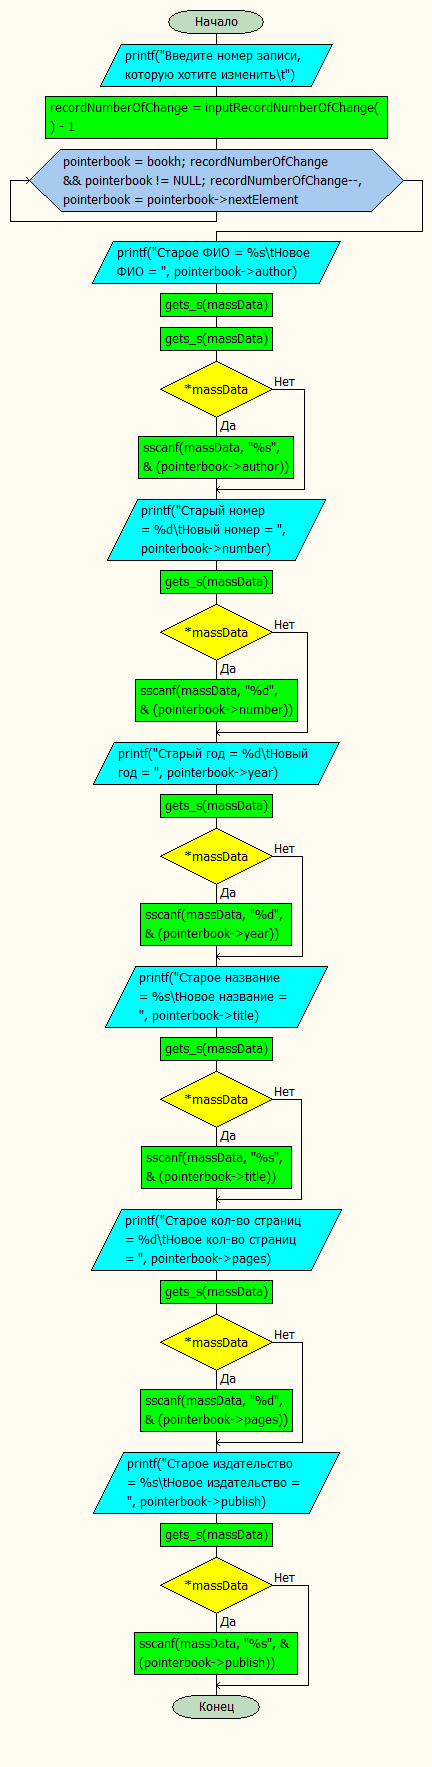 Начало
printf("Введите номер записи,
которую хотите изменить\t")
recordNumberOfChange = inputRecordNumberOfChange(
) - 1
pointerbook = bookh; recordNumberOfChange
&& pointerbook != NULL; recordNumberOfChange--,
pointerbook = pointerbook->nextElement
printf("Старое ФИО = %s\tНовое
ФИО = ", pointerbook->author)
gets_s(massData)
gets_s(massData)
*massData
Нет
Да
sscanf(massData, "%s",
& (pointerbook->author))
printf("Старый номер
= %d\tНовый номер = ",
pointerbook->number)
gets_s(massData)
*massData
Нет
Да
sscanf(massData, "%d",
& (pointerbook->number))
printf("Старый год = %d\tНовый
год = ", pointerbook->year)
gets_s(massData)
*massData
Нет
Да
sscanf(massData, "%d",
& (pointerbook->year))
printf("Старое название
= %s\tНовое название =
", pointerbook->title)
gets_s(massData)
*massData
Нет
Да
sscanf(massData, "%s",
& (pointerbook->title))
printf("Старое кол-во страниц
= %d\tНовое кол-во страниц
= ", pointerbook->pages)
gets_s(massData)
*massData
Нет
Да
sscanf(massData, "%d",
& (pointerbook->pages))
printf("Старое издательство
= %s\tНовое издательство =
", pointerbook->publish)
gets_s(massData)
*massData
Нет
Да
sscanf(massData, "%s", &
(pointerbook->publish))
Конец